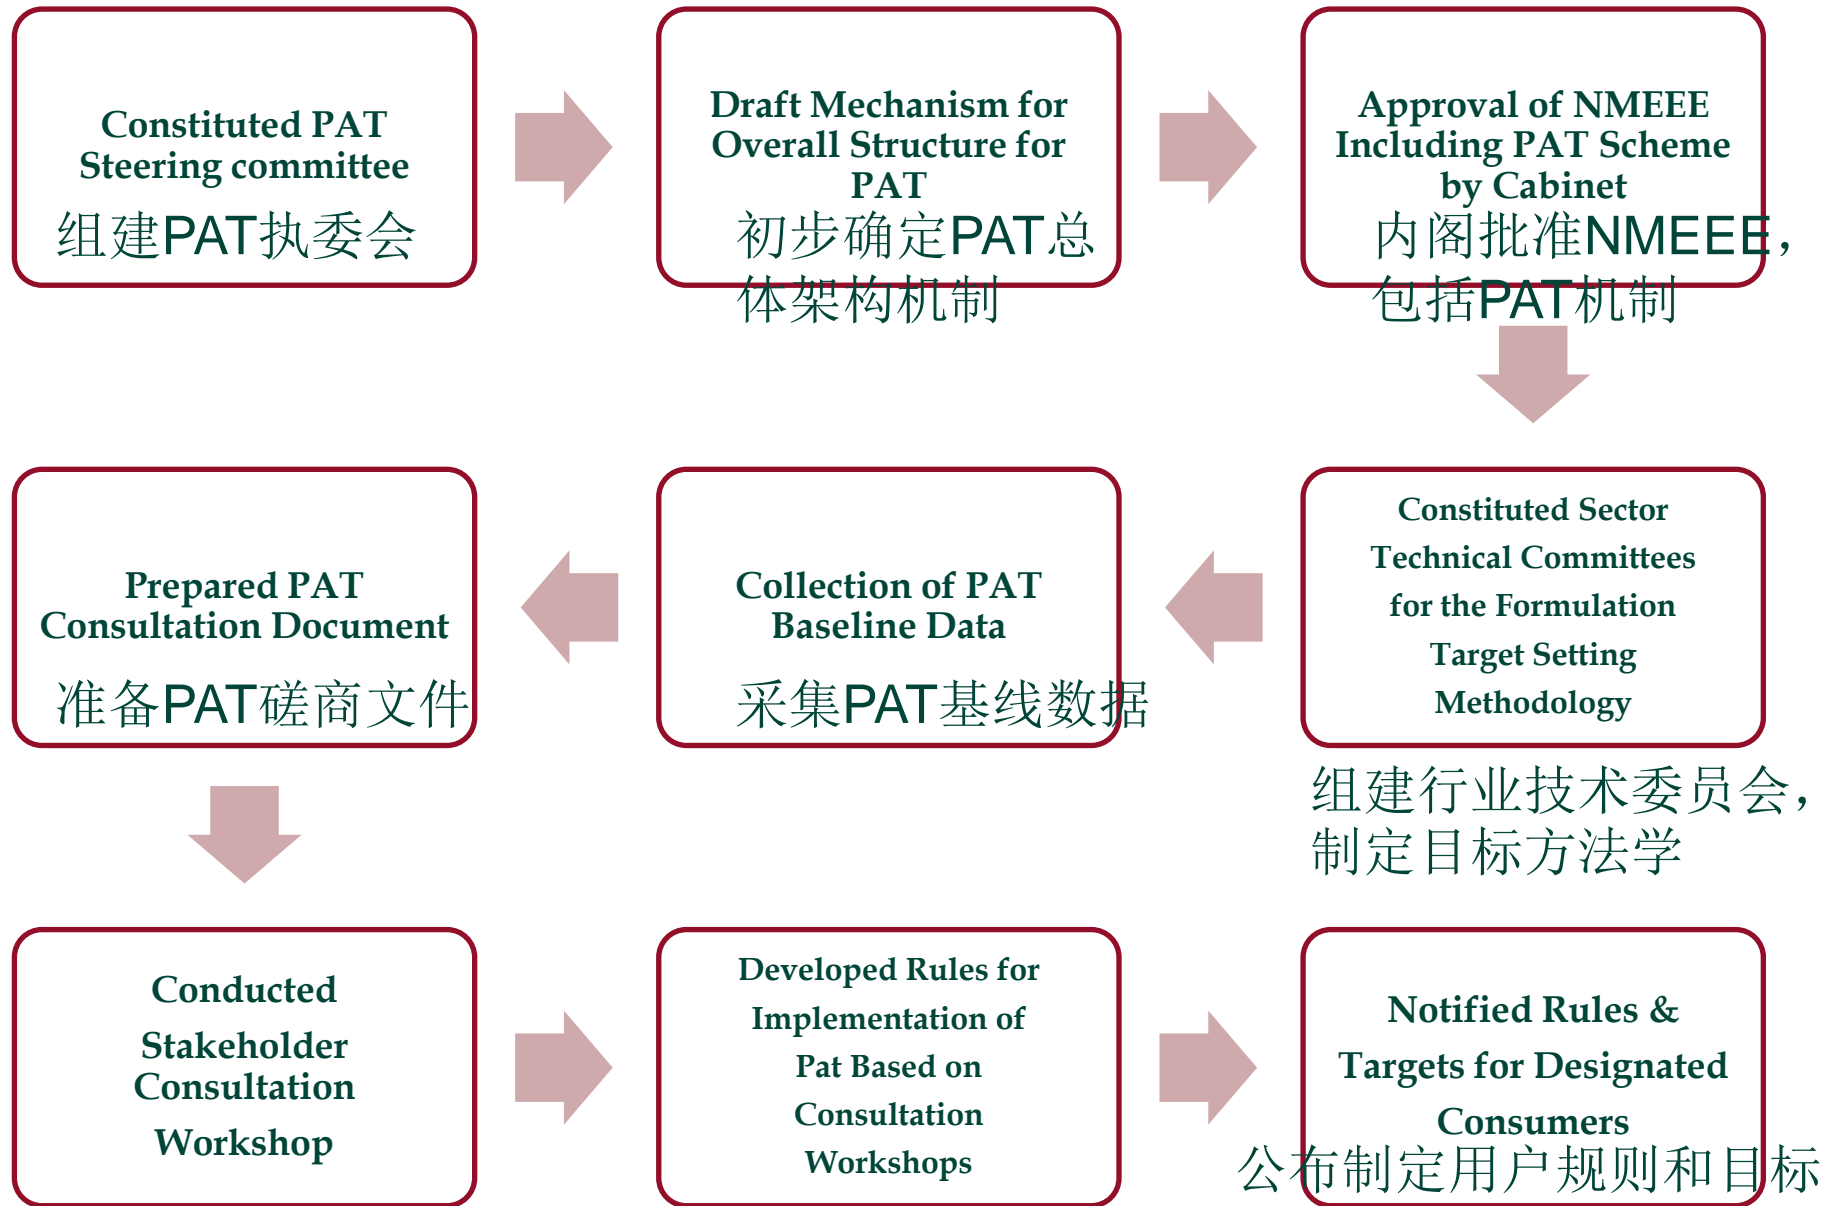 Constituted PAT
Steering committee
组建PAT执委会
Draft Mechanism for
Overall Structure for
PAT
初步确定PAT总
体架构机制
Approval of NMEEE
Including PAT Scheme
by Cabinet
内阁批准NMEEE，
包括PAT机制
Constituted Sector
Technical Committees
for the Formulation
Target Setting
Methodology
组建行业技术委员会，
制定目标方法学
Collection of PAT
Baseline Data
采集PAT基线数据
Prepared PAT
Consultation Document
准备PAT磋商文件
Conducted
Stakeholder
Consultation
Workshop
Developed Rules for
Implementation of
Pat Based on
Consultation
Workshops
Notified Rules &
Targets for Designated
Consumers
公布制定用户规则和目标